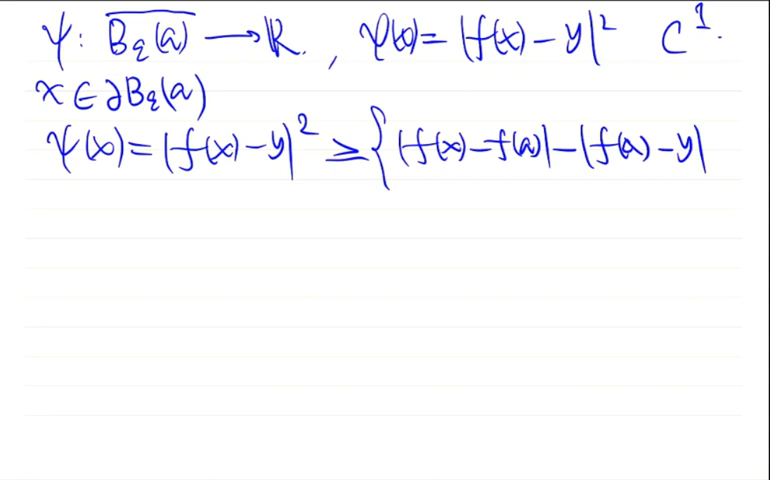 ψ: \overline{B_ε(a)} → ℝ. , ψ(x) = |f(x) − y|² C¹.
x ∈ ∂B_ε(a)
ψ(x) = |f(x) − y|² ≥ { |f(x) − f(a)| − |f(a) − y|